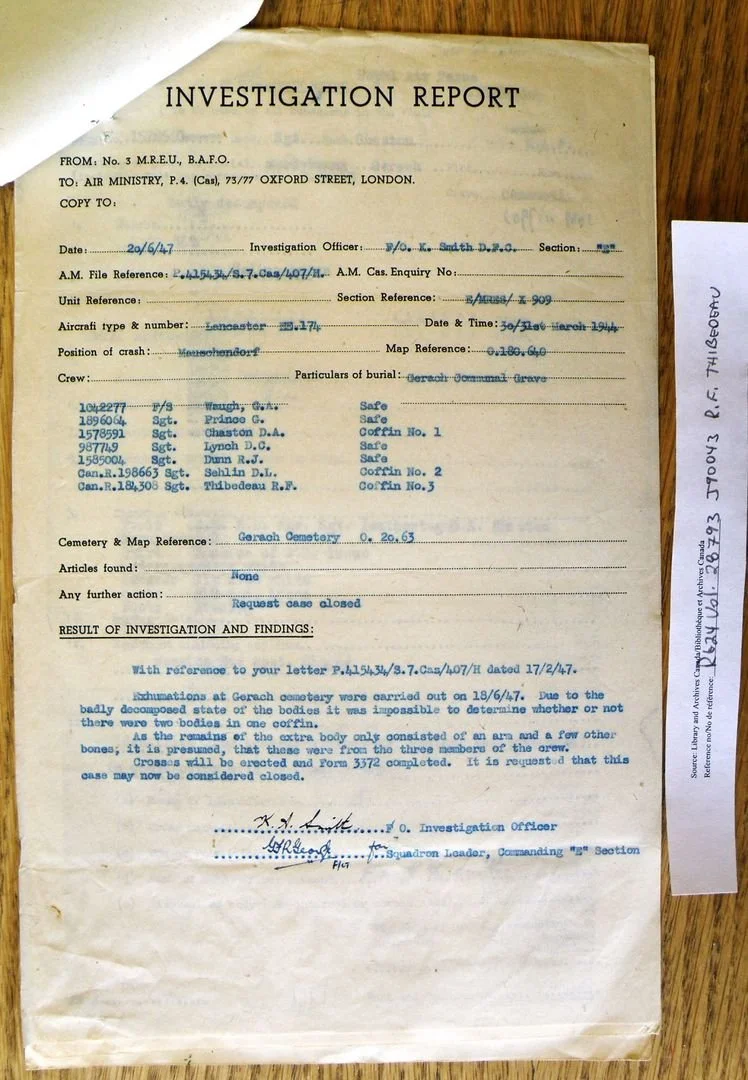 INVESTIGATION REPORT
FROM: No. 3 M.R.E.U., B.A.F.O.
TO: AIR MINISTRY, P.4. (Cas), 73/77 OXFORD STREET, LONDON.
COPY TO:
Date: 20/6/47 Investigation Officer: F/O. K. Smith D.F.C. Section: "E"
A.M. File Reference: P.415434/S.7.Cas/407/H. A.M. Cas. Enquiry No:
Unit Reference: Section Reference: E/MRES/ X 909
Aircraft type & number: Lancaster EE.174 Date & Time: 30/31st March 1944
Position of crash: Mauschendorf Map Reference: O.180.640
Crew: Particulars of burial: Gerach Communal Grave
1042277 F/S Waugh, G.A. Safe
1896064 Sgt. Prince G. Safe
1578591 Sgt. Chaston D.A. Coffin No. 1
987749 Sgt. Lynch D.C. Safe
1585004 Sgt. Dunn R.J. Safe
Can.R.198663 Sgt. Sehlin D.L. Coffin No. 2
Can.R.184308 Sgt. Thibedeau R.F. Coffin No.3
Cemetery & Map Reference: Gerach Cemetery O. 20.63
Articles found: None
Any further action: Request case closed
RESULT OF INVESTIGATION AND FINDINGS:
With reference to your letter P.415434/S.7.Cas/407/H dated 17/2/47.
Exhumations at Gerach cemetery were carried out on 18/6/47. Due to the
badly decomposed state of the bodies it was impossible to determine whether or not
there were two bodies in one coffin.
As the remains of the extra body only consisted of an arm and a few other
bones, it is presumed, that these were from the three members of the crew.
Crosses will be erected and Form 3372 completed. It is requested that this
case may now be considered closed.
K. A. Smith F O. Investigation Officer
for Squadron Leader, Commanding "E" Section
F/LT
Source: Library and Archives Canada/Bibliothèque et Archives Canada
Reference no/No de référence: R624 Vol. 28793 J90043 R.F. THIBEDEAU